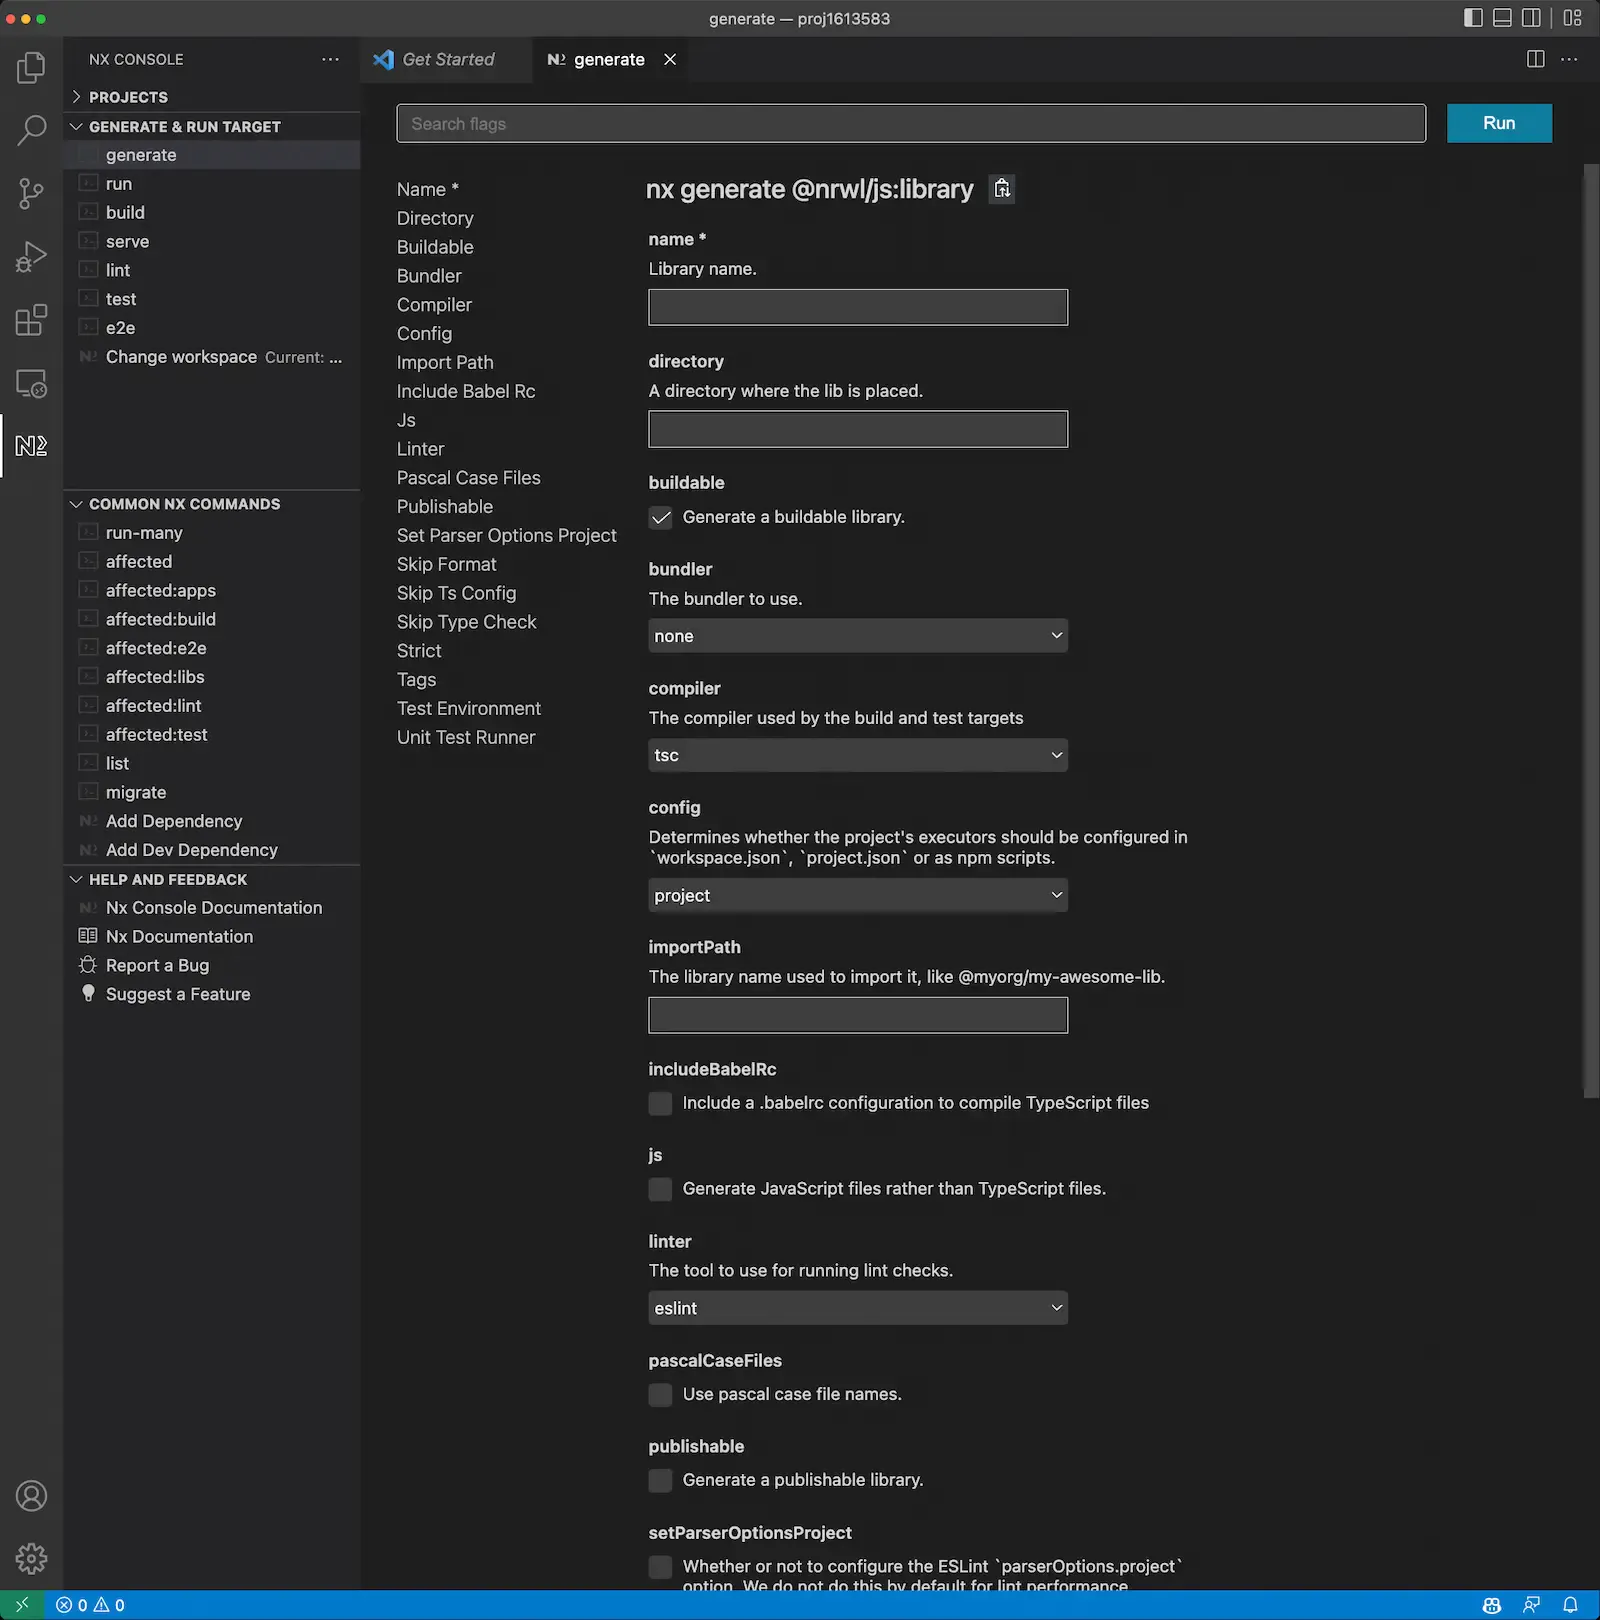 generate — proj1613583
NX CONSOLE
PROJECTS
GENERATE & RUN TARGET
generate
run
build
serve
lint
test
e2e
Change workspace Current: ...
COMMON NX COMMANDS
run-many
affected
affected:apps
affected:build
affected:e2e
affected:libs
affected:lint
affected:test
list
migrate
Add Dependency
Add Dev Dependency
HELP AND FEEDBACK
Nx Console Documentation
Nx Documentation
Report a Bug
Suggest a Feature
Get Started
generate
Search flags
Run
Name *
Directory
Buildable
Bundler
Compiler
Config
Import Path
Include Babel Rc
Js
Linter
Pascal Case Files
Publishable
Set Parser Options Project
Skip Format
Skip Ts Config
Skip Type Check
Strict
Tags
Test Environment
Unit Test Runner
nx generate @nrwl/js:library
name *
Library name.
directory
A directory where the lib is placed.
buildable
Generate a buildable library.
bundler
The bundler to use.
none
compiler
The compiler used by the build and test targets
tsc
config
Determines whether the project's executors should be configured in
`workspace.json`, `project.json` or as npm scripts.
project
importPath
The library name used to import it, like @myorg/my-awesome-lib.
includeBabelRc
Include a .babelrc configuration to compile TypeScript files
js
Generate JavaScript files rather than TypeScript files.
linter
The tool to use for running lint checks.
eslint
pascalCaseFiles
Use pascal case file names.
publishable
Generate a publishable library.
setParserOptionsProject
Whether or not to configure the ESLint `parserOptions.project`
option. We do not do this by default for lint performance
0 0